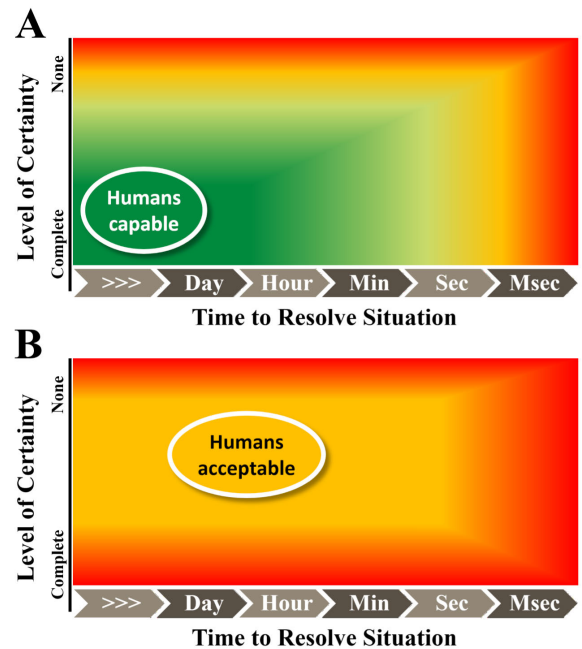 A
Level of Certainty
None
Complete
Humans
capable
>>> Day Hour Min Sec Msec
Time to Resolve Situation
B
Level of Certainty
None
Complete
Humans
acceptable
>>> Day Hour Min Sec Msec
Time to Resolve Situation